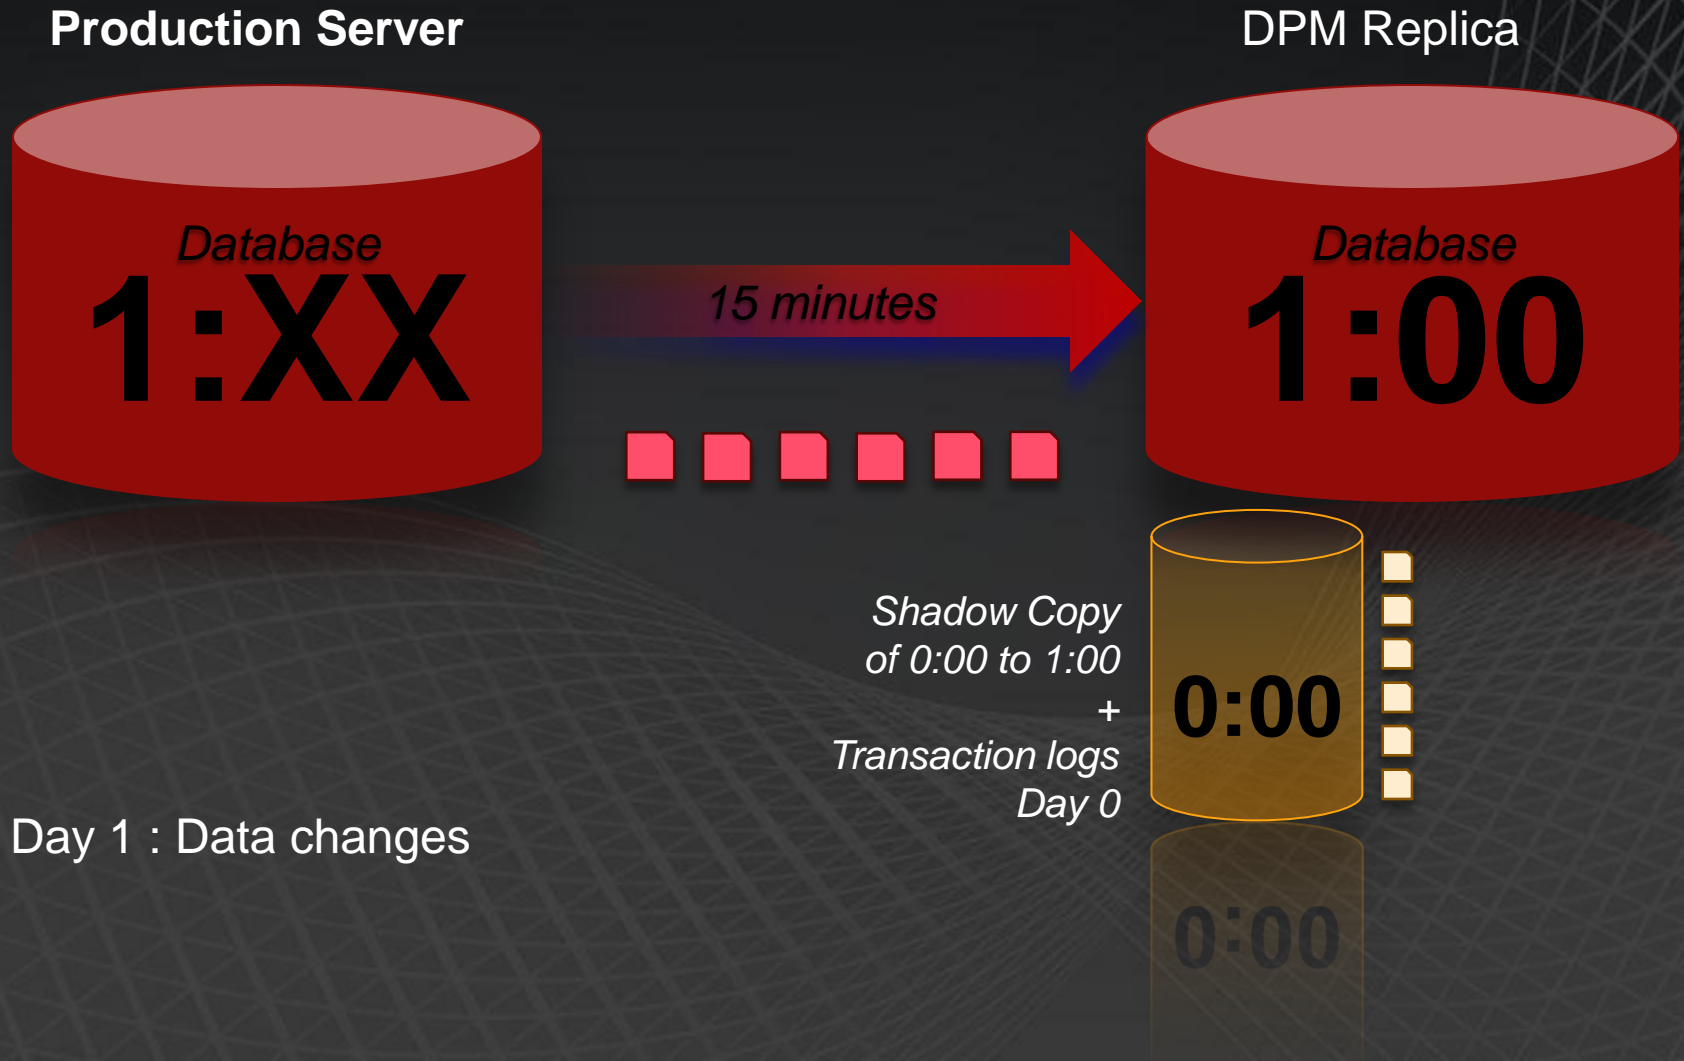 Production Server
DPM Replica
Database
1:XX
15 minutes
Database
1:00
Shadow Copy
of 0:00 to 1:00
+
Transaction logs
Day 0
0:00
Day 1 : Data changes